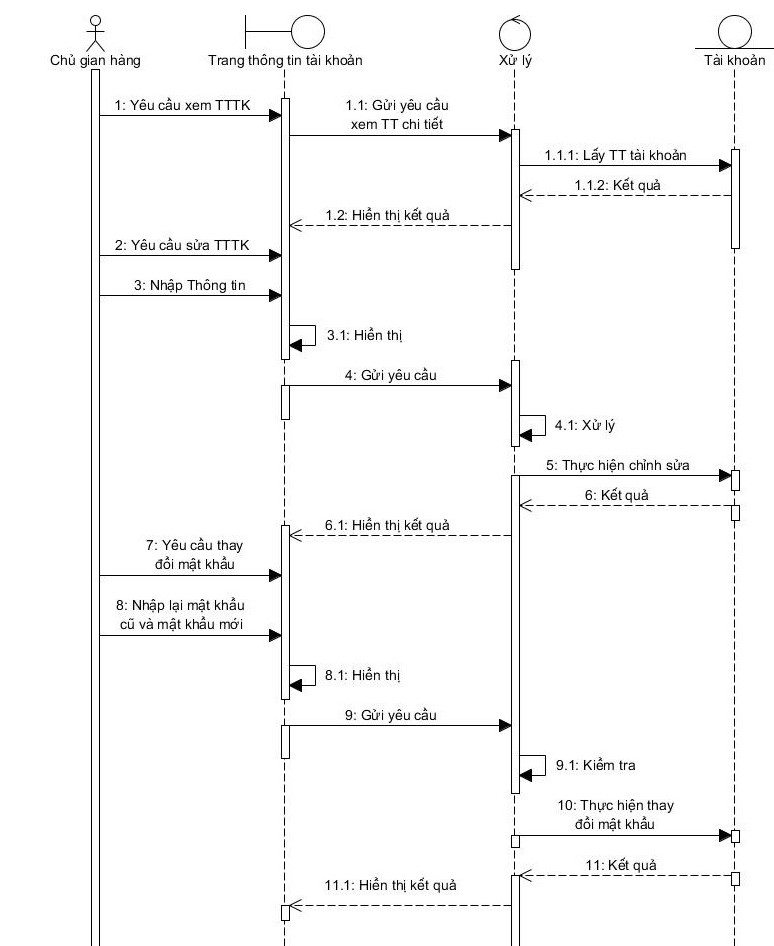 Chủ gian hàng
Trang thông tin tài khoản
Xử lý
Tài khoản
1: Yêu cầu xem TTTK
1.1: Gửi yêu cầu
xem TT chi tiết
1.1.1: Lấy TT tài khoản
1.1.2: Kết quả
1.2: Hiển thị kết quả
2: Yêu cầu sửa TTTK
3: Nhập Thông tin
3.1: Hiển thị
4: Gửi yêu cầu
4.1: Xử lý
5: Thực hiện chỉnh sửa
6: Kết quả
6.1: Hiển thị kết quả
7: Yêu cầu thay
đổi mật khẩu
8: Nhập lại mật khẩu
cũ và mật khẩu mới
8.1: Hiển thị
9: Gửi yêu cầu
9.1: Kiểm tra
10: Thực hiện thay
đổi mật khẩu
11: Kết quả
11.1: Hiển thị kết quả